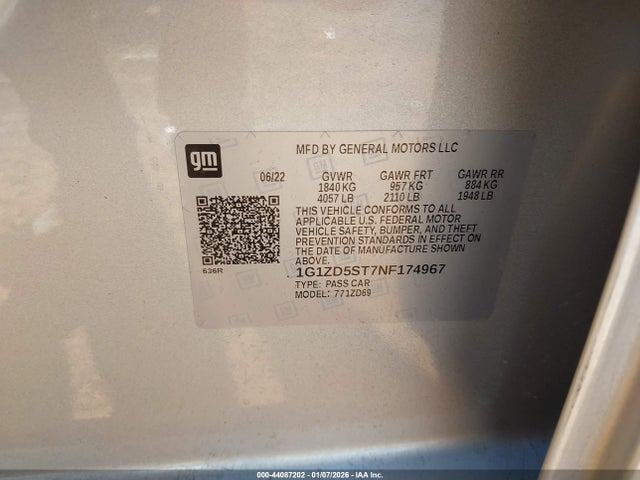 gm
MFD BY GENERAL MOTORS LLC
06/22 GVWR GAWR FRT GAWR RR
1840 KG 957 KG 884 KG
4057 LB 2110 LB 1948 LB
THIS VEHICLE CONFORMS TO ALL
APPLICABLE U.S. FEDERAL MOTOR
VEHICLE SAFETY, BUMPER, AND THEFT
PREVENTION STANDARDS IN EFFECT ON
THE DATE OF MANUFACTURE SHOWN
ABOVE.
636R
1G1ZD5ST7NF174967
TYPE: PASS CAR
MODEL: 771ZD69
000-44087202 - 01/07/2026 - IAA Inc.